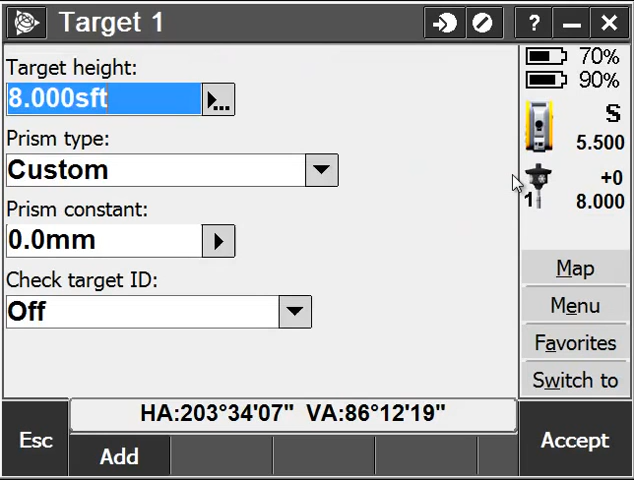 Target 1
?
Target height:
8.000sft
Prism type:
Custom
Prism constant:
0.0mm
Check target ID:
Off
70%
90%
S
5.500
+0
1
8.000
Map
Menu
Favorites
Switch to
HA:203°34'07" VA:86°12'19"
Esc
Add
Accept